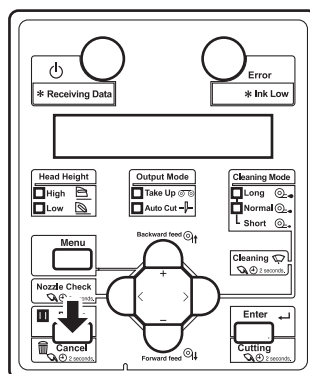 Error
* Receiving Data
* Ink Low
Head Height
High
Low
Output Mode
Take Up
Auto Cut
Cleaning Mode
Long
Normal
Short
Menu
Backward feed
+
< >
−
Forward feed
Cleaning
2 seconds.
Nozzle Check
seconds.
Cancel
2 seconds.
Enter
Cutting
2 seconds.